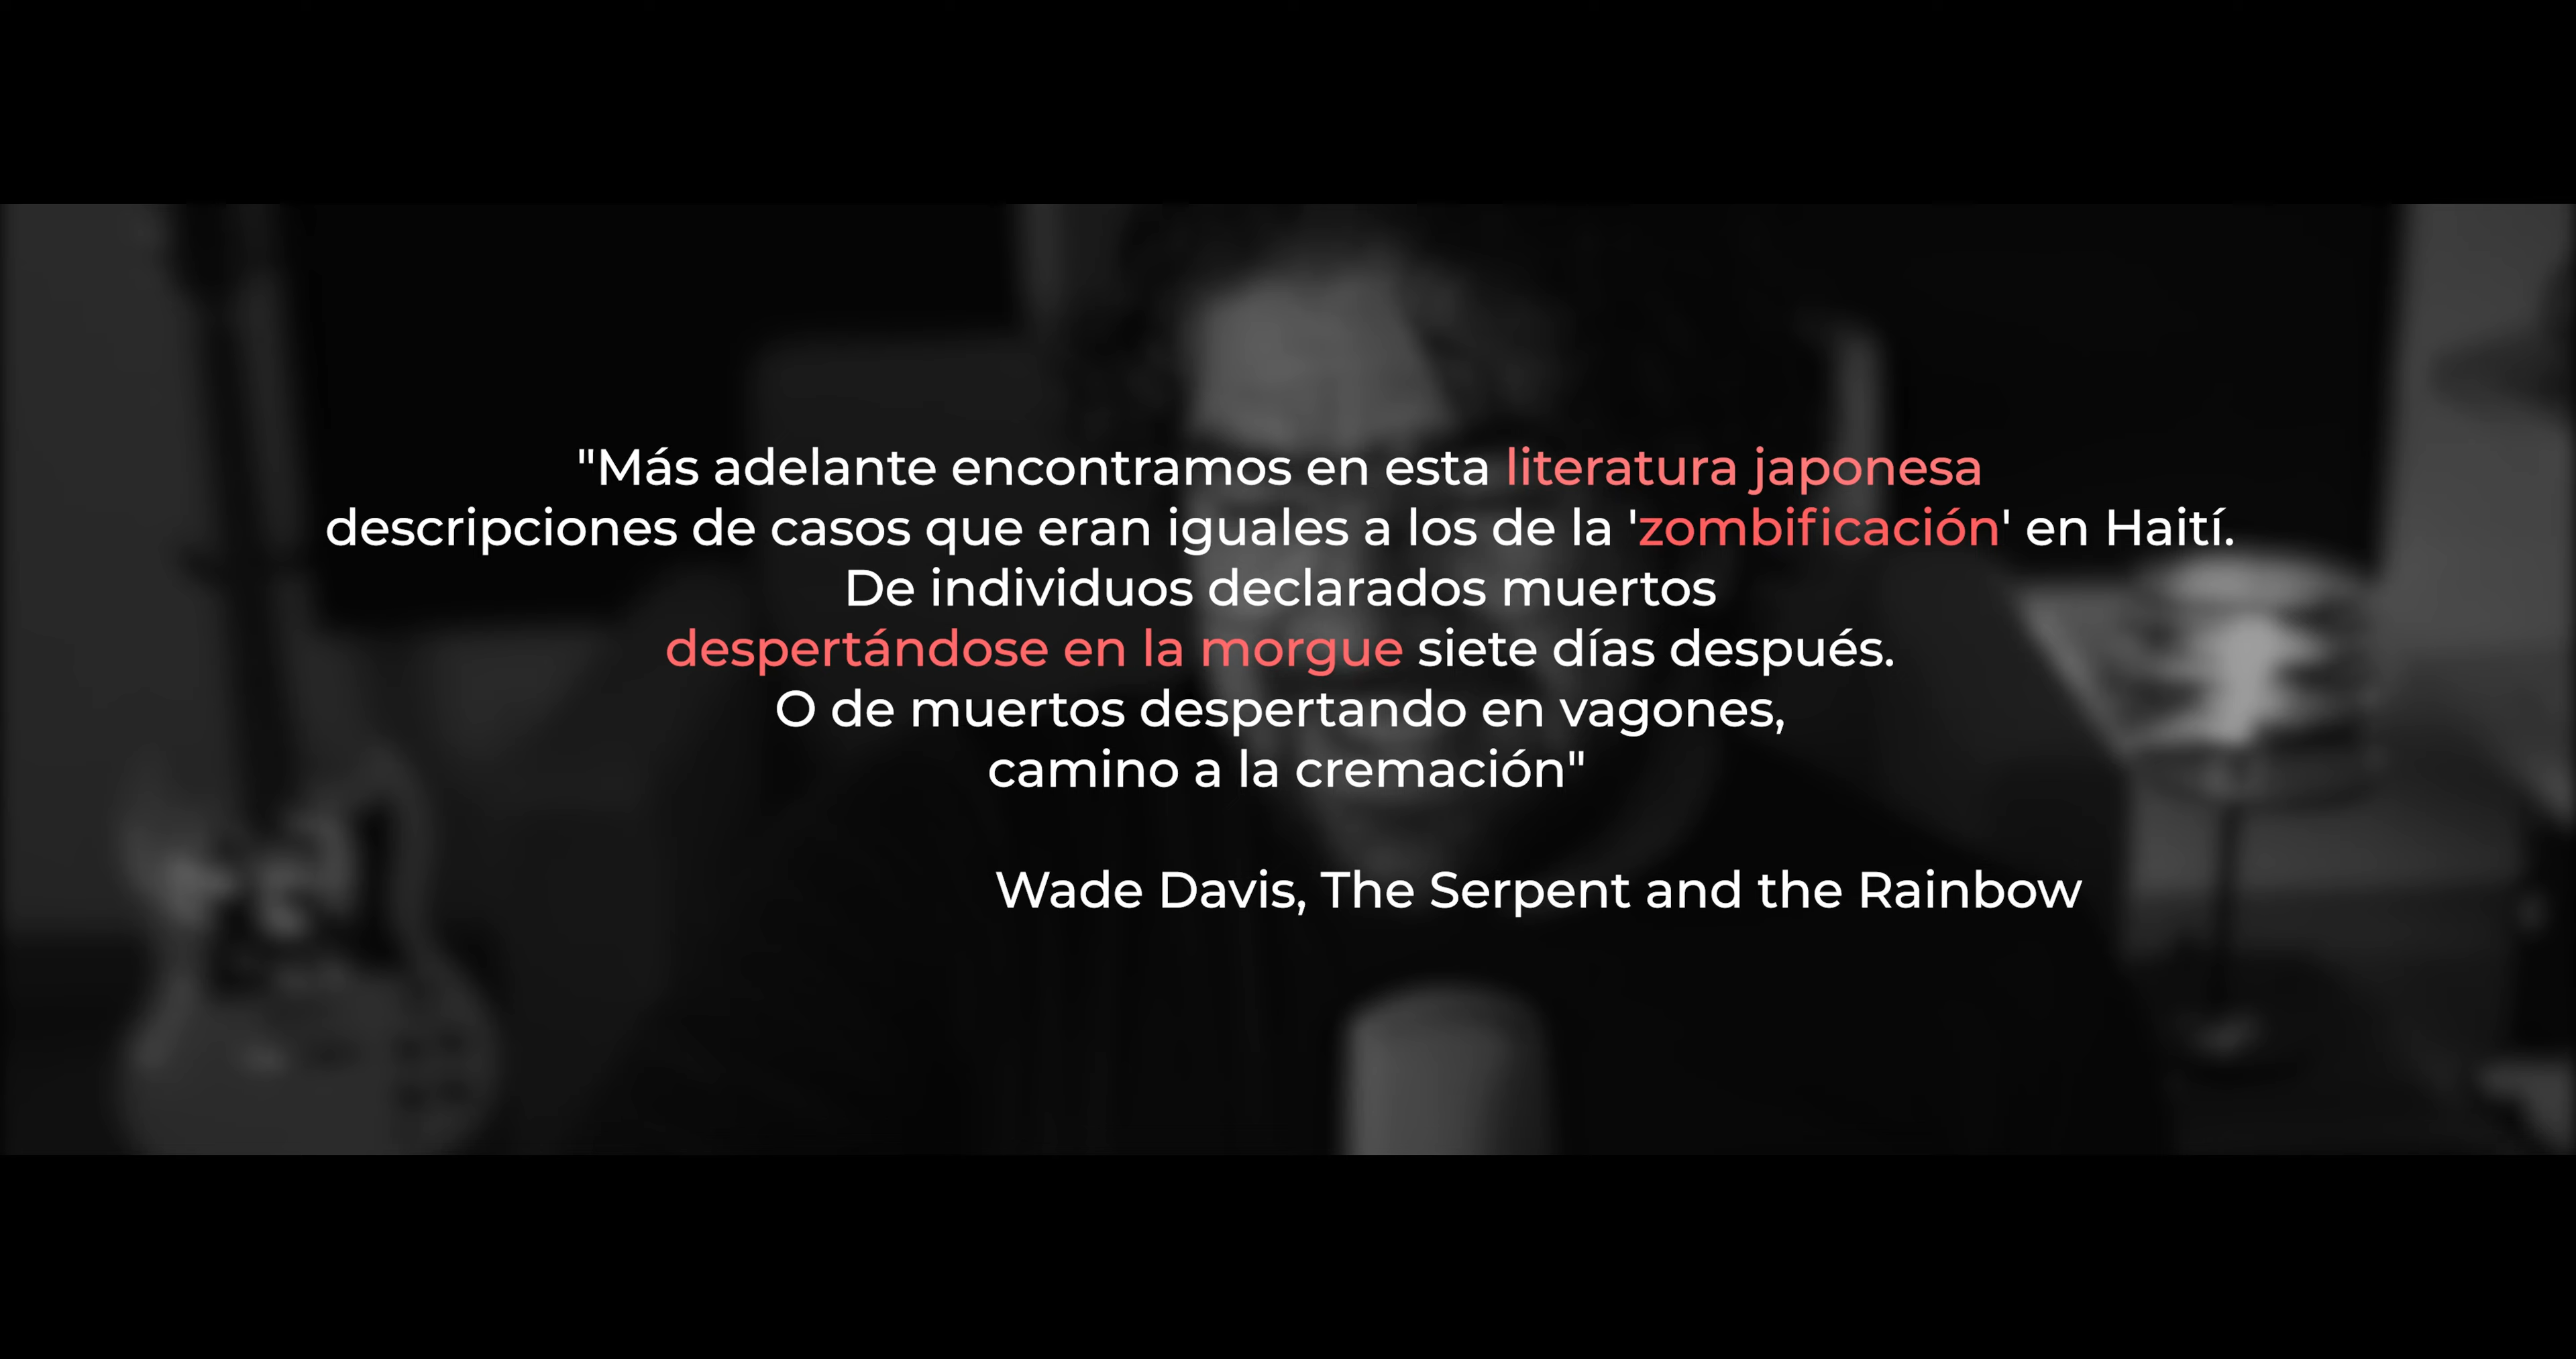 "Más adelante encontramos en esta literatura japonesa
descripciones de casos que eran iguales a los de la 'zombificación' en Haití.
De individuos declarados muertos
despertándose en la morgue siete días después.
O de muertos despertando en vagones,
camino a la cremación"
Wade Davis, The Serpent and the Rainbow